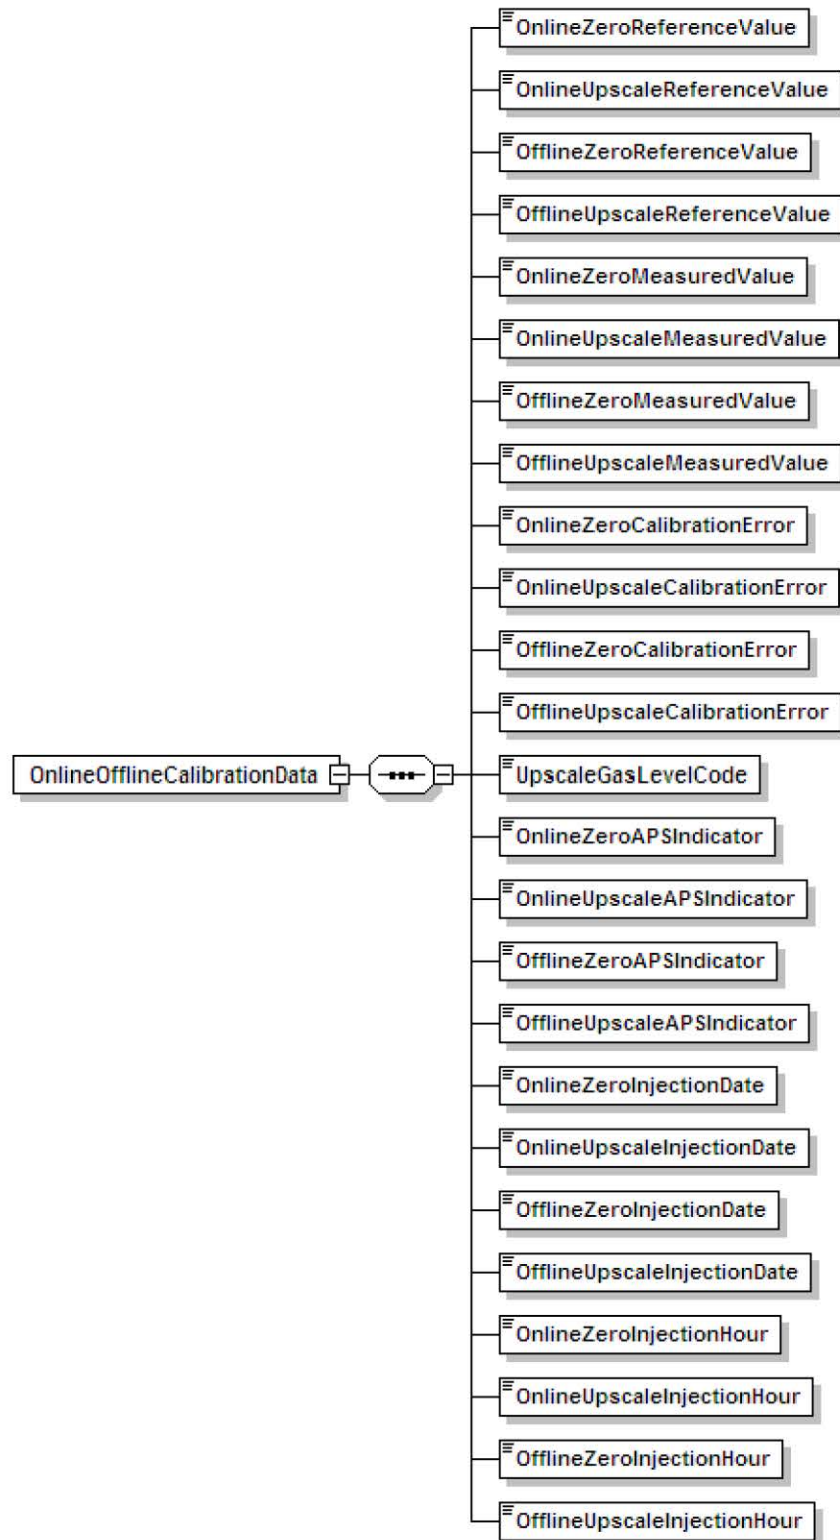 OnlineZeroReferenceValue
OnlineUpscaleReferenceValue
OfflineZeroReferenceValue
OfflineUpscaleReferenceValue
OnlineZeroMeasuredValue
OnlineUpscaleMeasuredValue
OfflineZeroMeasuredValue
OfflineUpscaleMeasuredValue
OnlineZeroCalibrationError
OnlineUpscaleCalibrationError
OfflineZeroCalibrationError
OfflineUpscaleCalibrationError
OnlineOfflineCalibrationData
UpscaleGasLevelCode
OnlineZeroAPSIndicator
OnlineUpscaleAPSIndicator
OfflineZeroAPSIndicator
OfflineUpscaleAPSIndicator
OnlineZeroInjectionDate
OnlineUpscaleInjectionDate
OfflineZeroInjectionDate
OfflineUpscaleInjectionDate
OnlineZeroInjectionHour
OnlineUpscaleInjectionHour
OfflineZeroInjectionHour
OfflineUpscaleInjectionHour